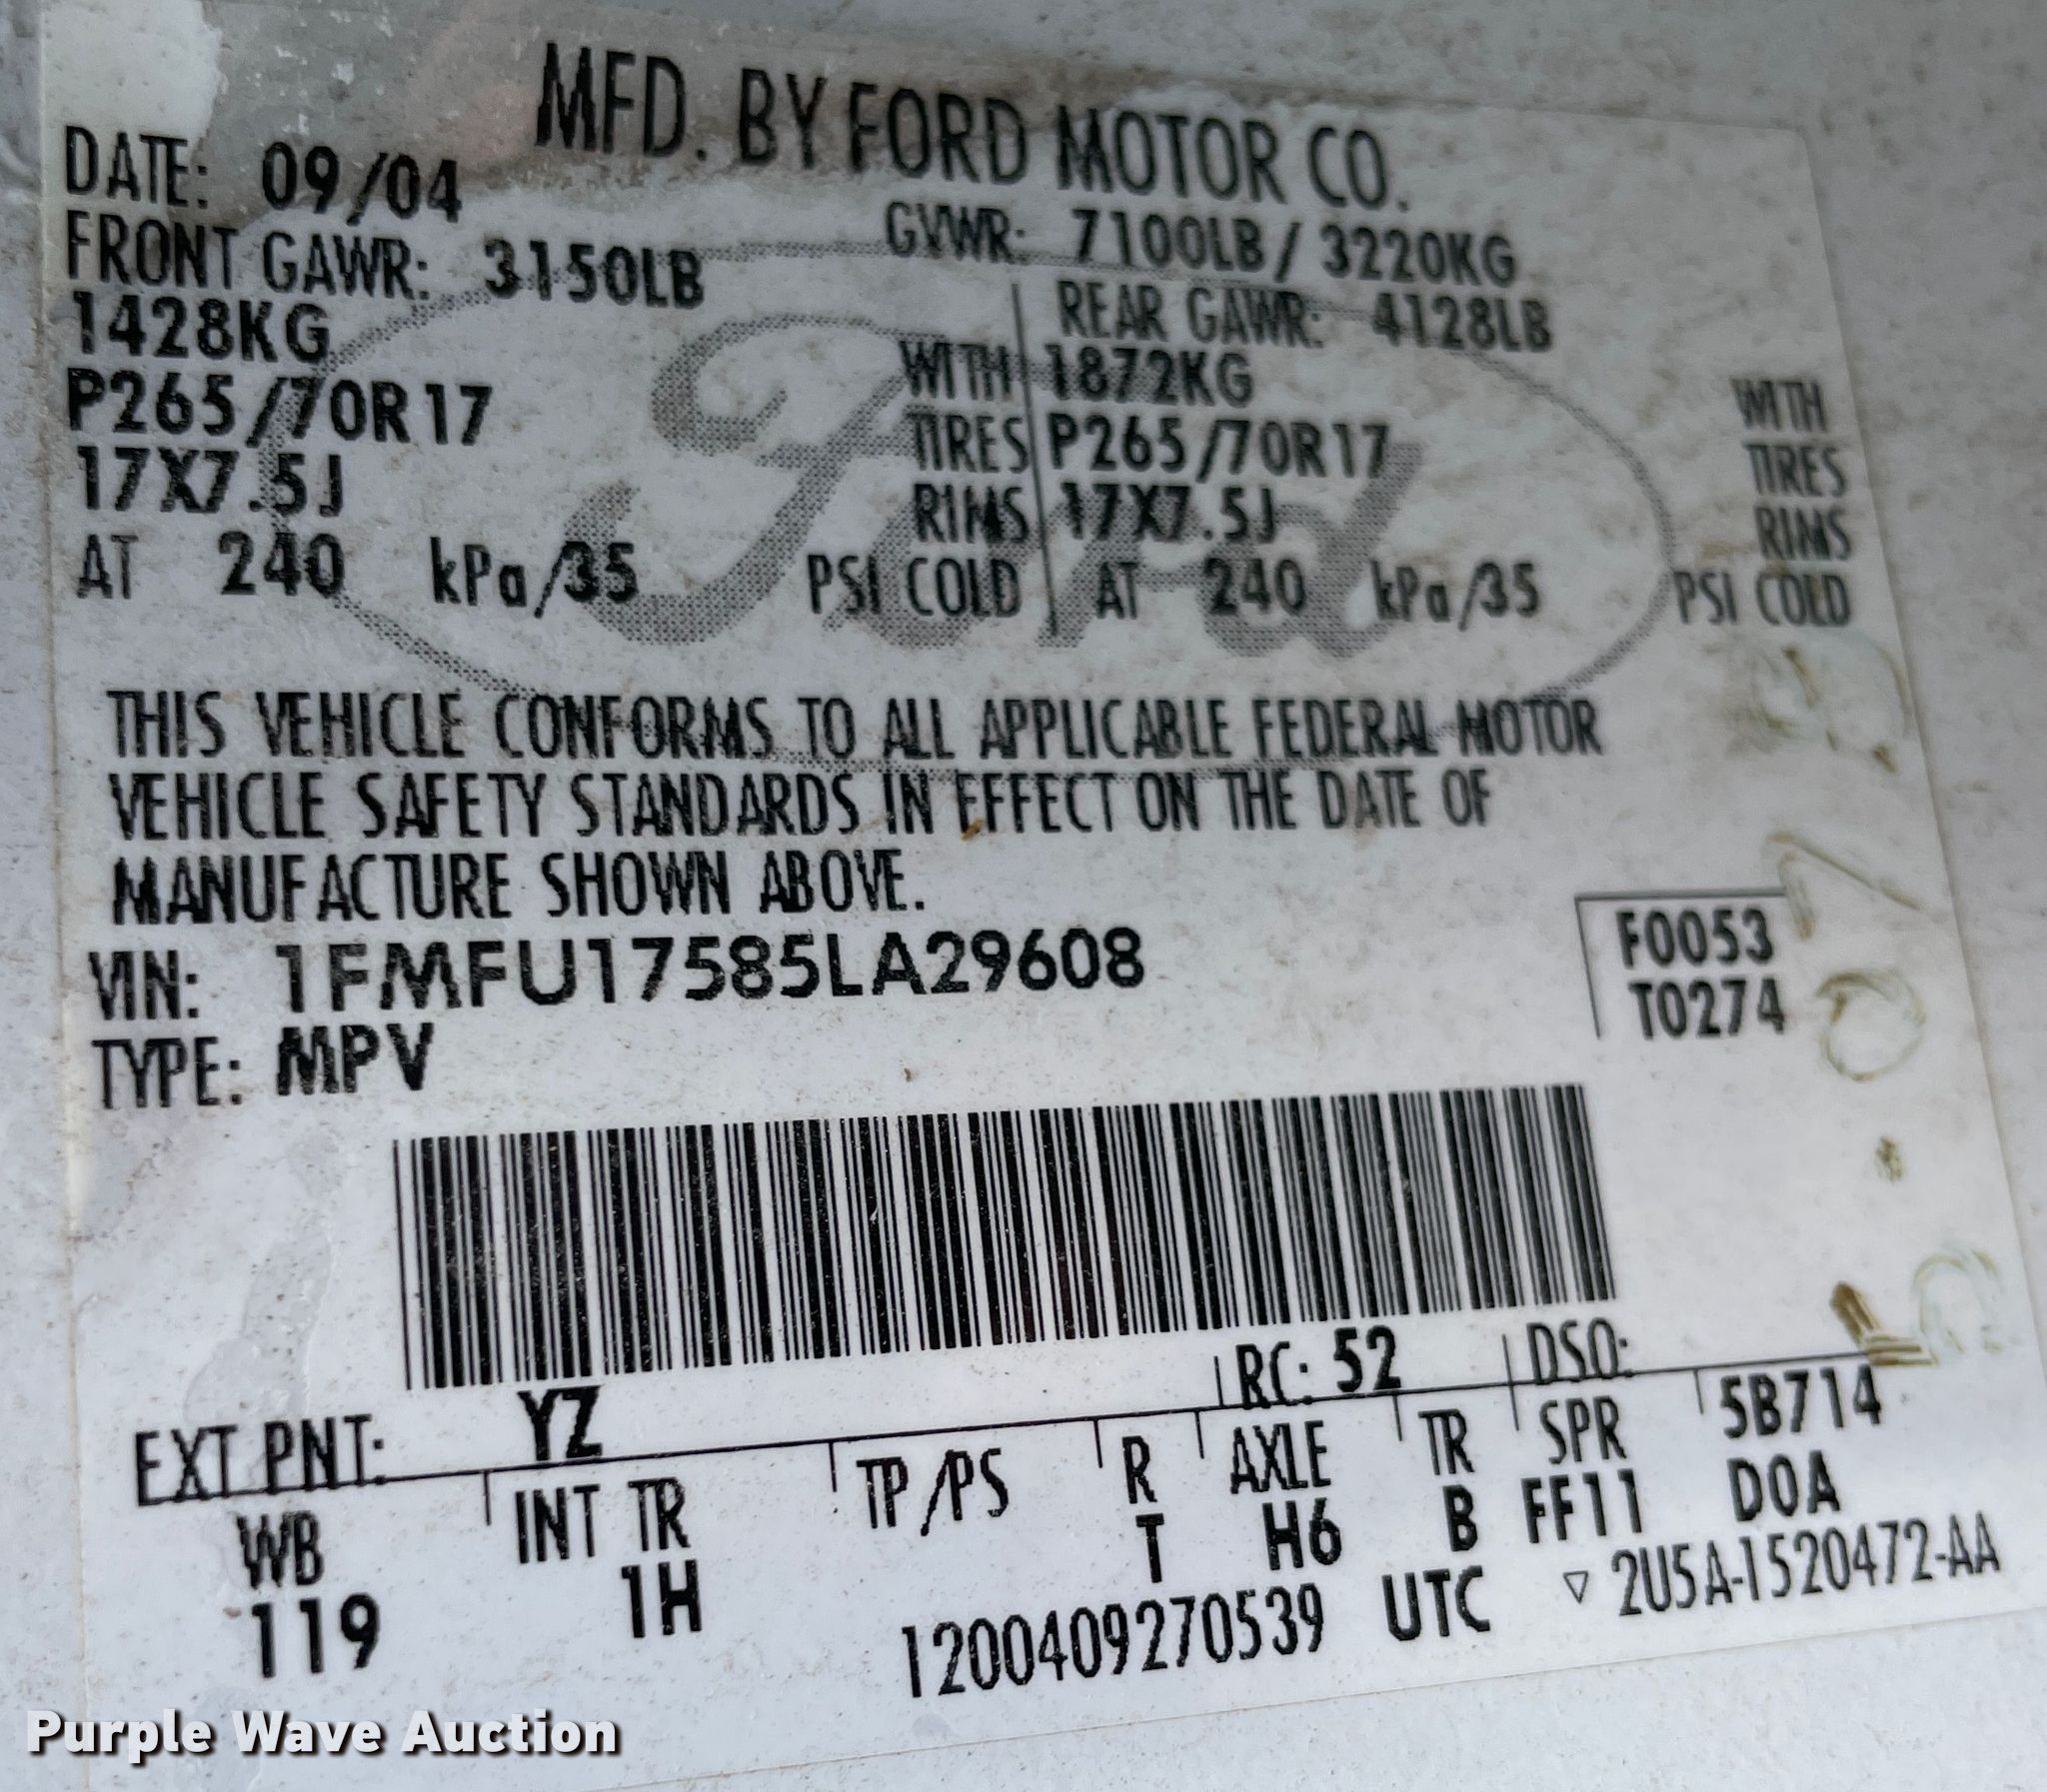 MFD. BY FORD MOTOR CO.
DATE: 09/04
GVWR: 7100LB/ 3220KG
FRONT GAWR: 3150LB
REAR GAWR: 4128LB
1428KG WITH 1872KG WITH
P265/70R17 TIRES P265/70R17 TIRES
17X7.5J RIMS 17X7.5J RIMS
AT 240 kPa/35 PSI COLD AT 240 kPa/35 PSI COLD
Ford
THIS VEHICLE CONFORMS TO ALL APPLICABLE FEDERAL MOTOR
VEHICLE SAFETY STANDARDS IN EFFECT ON THE DATE OF
MANUFACTURE SHOWN ABOVE.
VIN: 1FMFU17585LA29608
F0053
T0274
TYPE: MPV
EXT PNT: YZ RC: 52 DSO:
WB INT TR TP/PS R AXLE TR SPR 5B714
119 1H T H6 B FF11 DOA
1200409270539 UTC ▽ 2U5A-1520472-AA
Purple Wave Auction